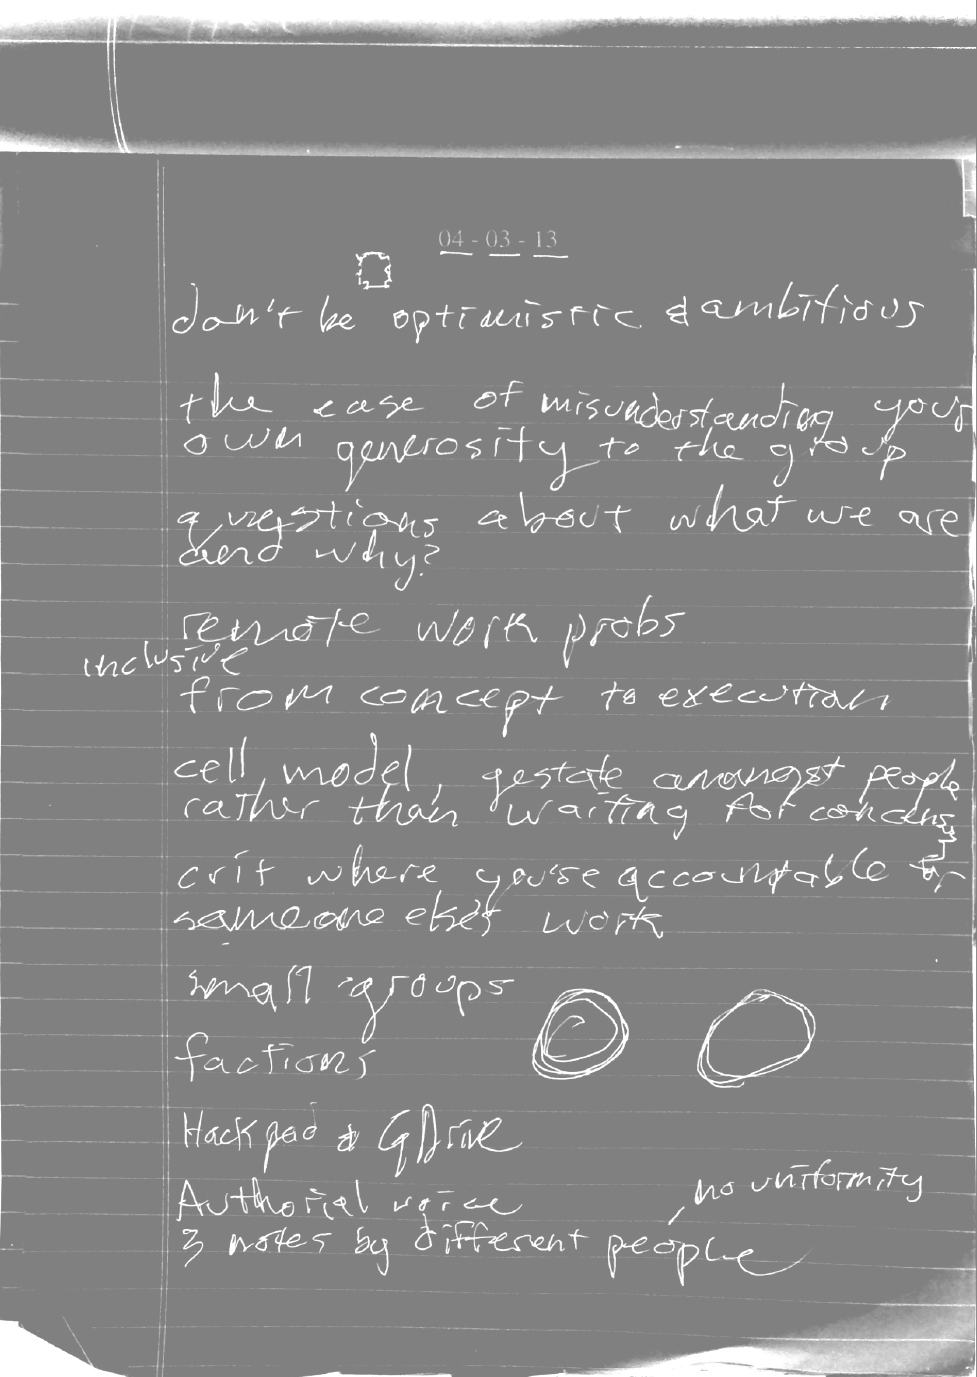 04-03-13
don't be optimistic & ambitious
the case of misunderstanding your
own generosity to the group
questions about what we are
and why?
remote work probs
inclusive
from concept to execution
cell model, gestate amongst people
rather than waiting for
crit where you're accountable for
someone else's work
small groups
factions
Hackpad & GDrive
no uniformity
Authorial voice
3 notes by different people